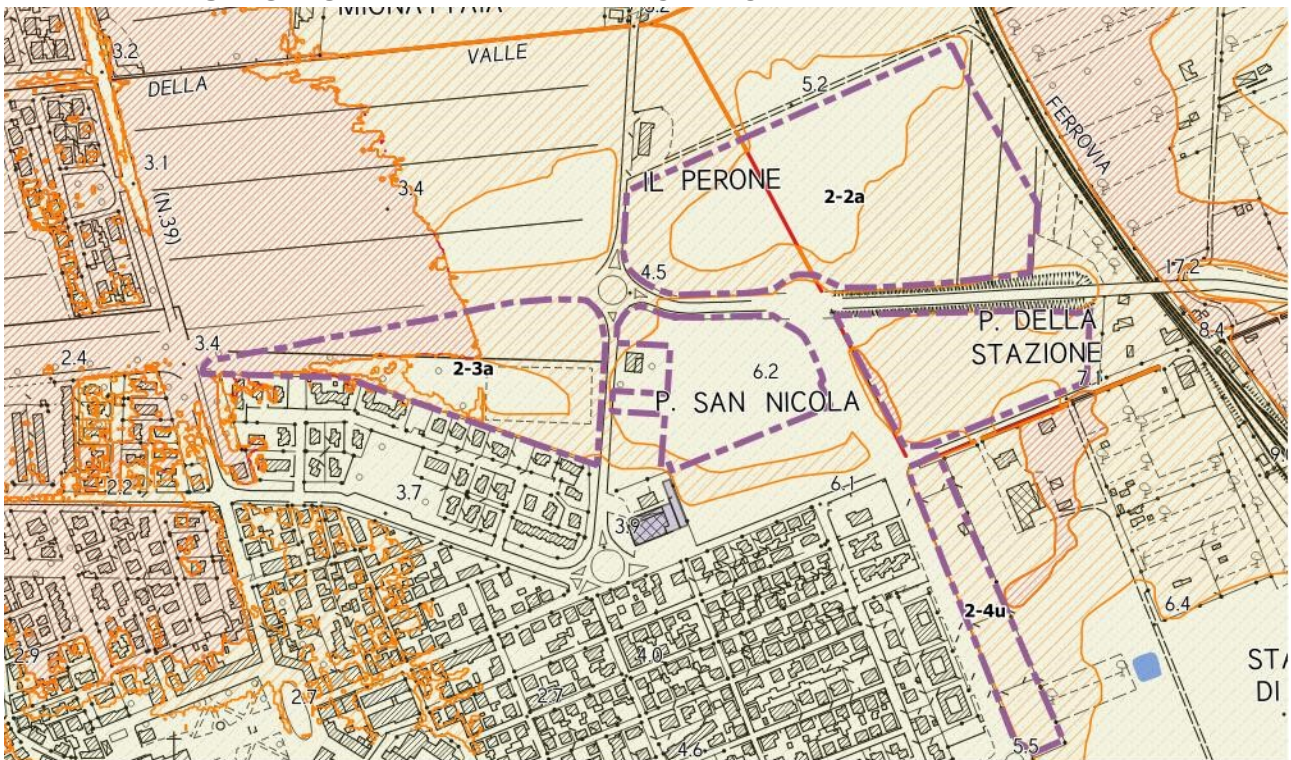 MIGNATTAIA
3.2
VALLE
DELLA
5.2
FERROVIA
3.1
3.4
(N.39)
IL PERONE
2-2a
4.5
17.2
P. DELLA
STAZIONE
8.4
3.4
2.4
2-3a
6.2
7.1
P. SAN NICOLA
2.2
3.7
6.1
3.9
2-4u
6.4
2.9
4.0
2.7
2.7
STA
DI
5.5
4.6